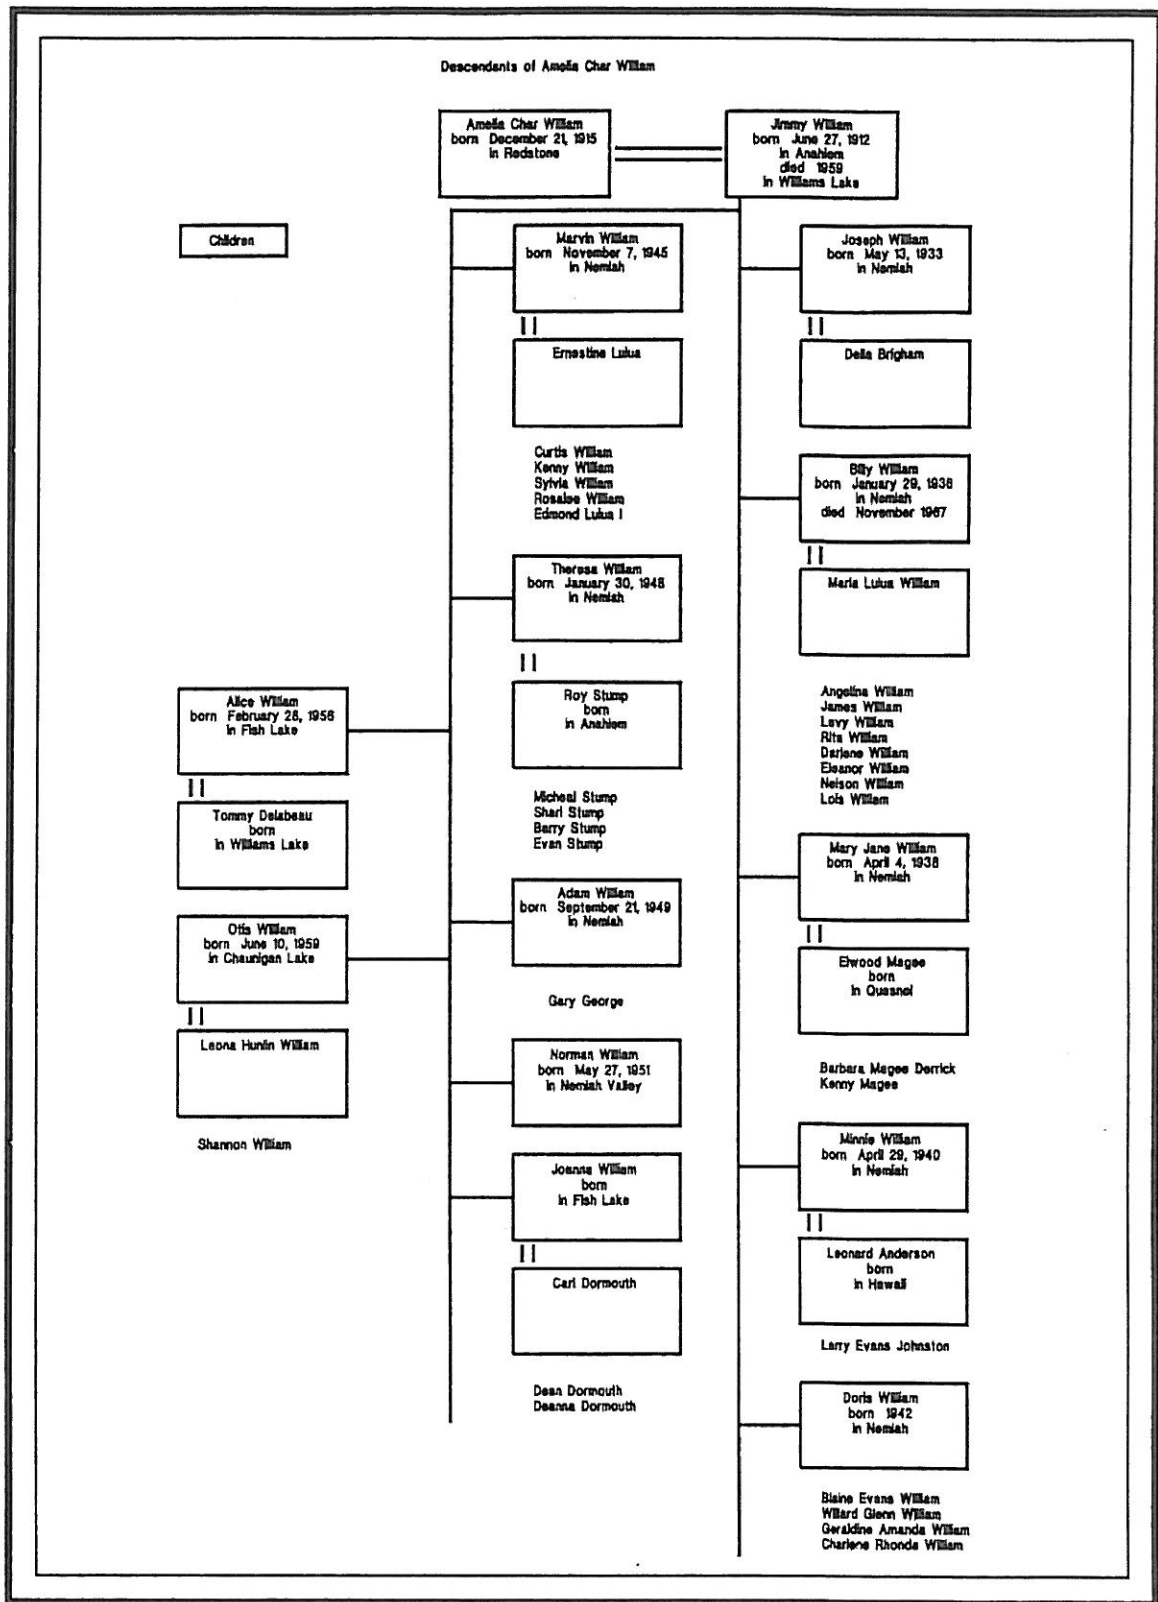 Descendants of Amelia Char William
Amelia Char William
born December 21, 1915
in Redstone
Jimmy William
born June 27, 1912
in Anahiem
died 1959
in Williams Lake
Children
Marvin William
born November 7, 1945
in Nemiah
Ernestine Lulua
Curtis William
Kenny William
Sylvia William
Rosalee William
Edmond Lulua I
Theresa William
born January 30, 1948
in Nemiah
Roy Stump
born
in Anahiem
Micheal Stump
Shari Stump
Barry Stump
Evan Stump
Adam William
born September 21, 1949
in Nemiah
Gary George
Norman William
born May 27, 1951
in Nemiah Valley
Joanna William
born
in Fish Lake
Carl Dormouth
Dean Dormouth
Deanna Dormouth
Alice William
born February 28, 1956
in Fish Lake
Tommy Delabeau
born
in Williams Lake
Otis William
born June 10, 1959
in Chaunigan Lake
Leona Hunlin William
Shannon William
Joseph William
born May 13, 1933
in Nemiah
Della Brigham
Billy William
born January 29, 1936
in Nemiah
died November 1967
Maria Lulua William
Angelina William
James William
Levy William
Rita William
Darlene William
Eleanor William
Nelson William
Lois William
Mary Jane William
born April 4, 1938
in Nemiah
Elwood Magee
born
in Quesnel
Barbara Magee Derrick
Kenny Magee
Minnie William
born April 29, 1940
in Nemiah
Leonard Anderson
born
in Hawaii
Larry Evans Johnston
Doris William
born 1942
in Nemiah
Blaine Evans William
Willard Glenn William
Geraldine Amanda William
Charlene Rhonda William